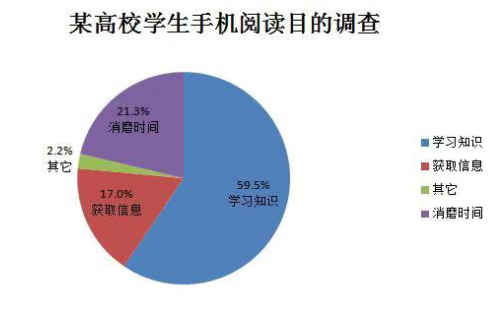 某高校学生手机阅读目的调查
21.3%
消磨时间
2.2%
其它
17.0%
获取信息
59.5%
学习知识
学习知识
获取信息
其它
消磨时间